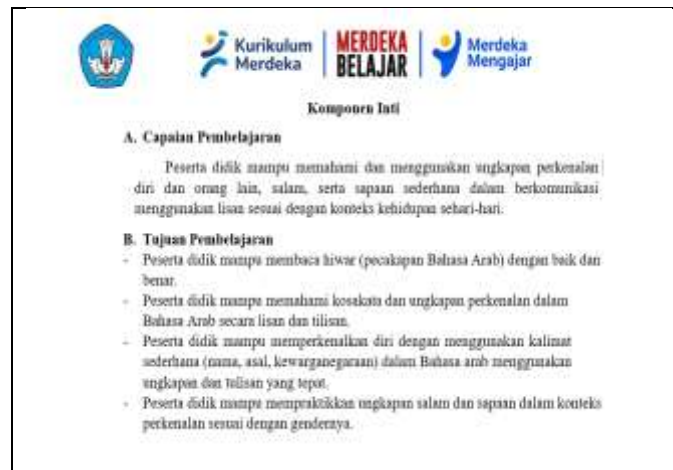 Kurikulum
Merdeka
MERDEKA
BELAJAR
Merdeka
Mengajar
Komponen Inti
A. Capaian Pembelajaran
Peserta didik mampu memahami dan menggunakan ungkapan perkenalan
diri dan orang lain, salam, serta sapaan sederhana dalam berkomunikasi
menggunakan lisan sesuai dengan konteks kehidupan sehari-hari.
B. Tujuan Pembelajaran
- Peserta didik mampu membaca hiwar (pecakapan Bahasa Arab) dengan baik dan
benar.
- Peserta didik mampu memahami kosakata dan ungkapan perkenalan dalam
Bahasa Arab secara lisan dan tilisan.
- Peserta didik mampu memperkenalkan diri dengan menggunakan kalimat
sederhana (nama, asal, kewarganegaraan) dalam Bahasa arab menggunakan
ungkapan dan tulisan yang tepat.
- Peserta didik mampu mempraktikkan ungkapan salam dan sapaan dalam konteks
perkenalan sesuai dengan gendernya.